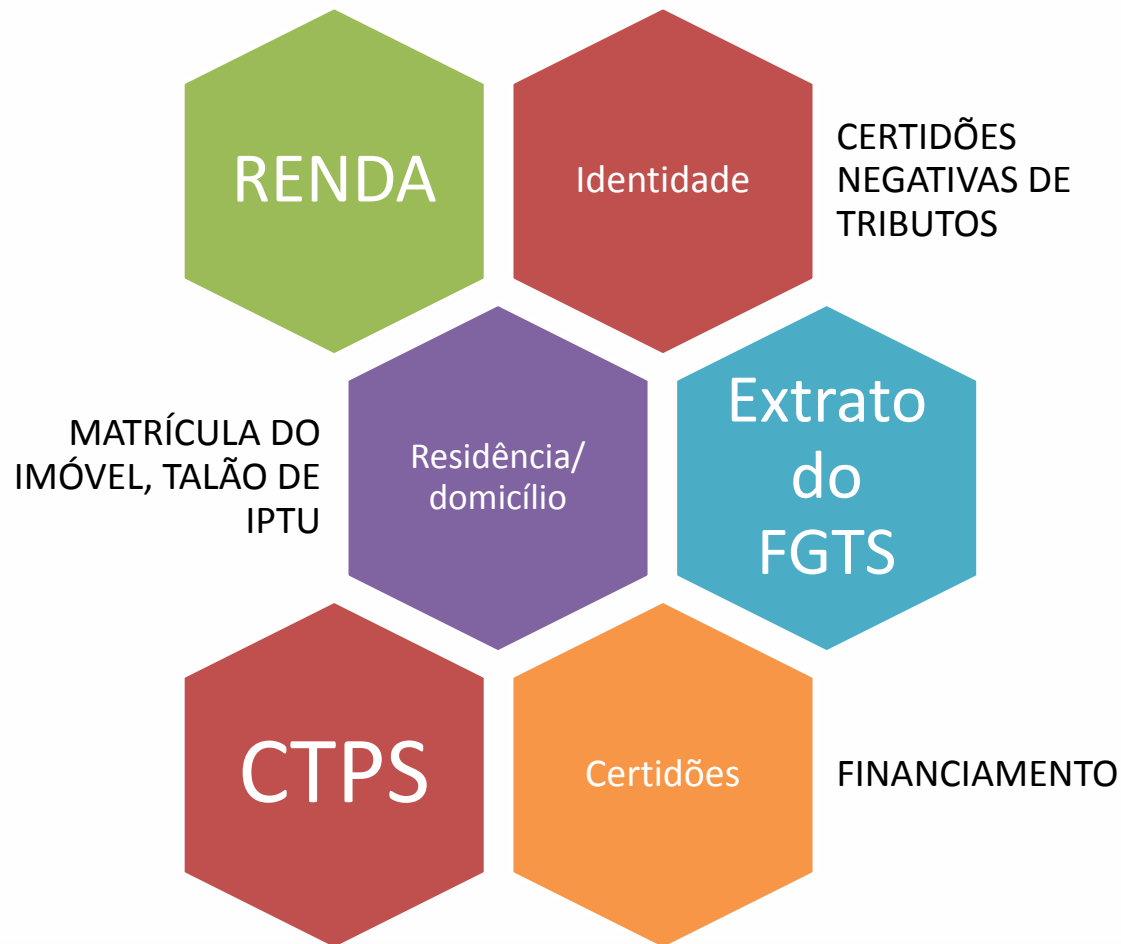 RENDA
Identidade
CERTIDÕES
NEGATIVAS DE
TRIBUTOS
MATRÍCULA DO
IMÓVEL, TALÃO DE
IPTU
Residência/
domicílio
Extrato
do
FGTS
CTPS
Certidões
FINANCIAMENTO